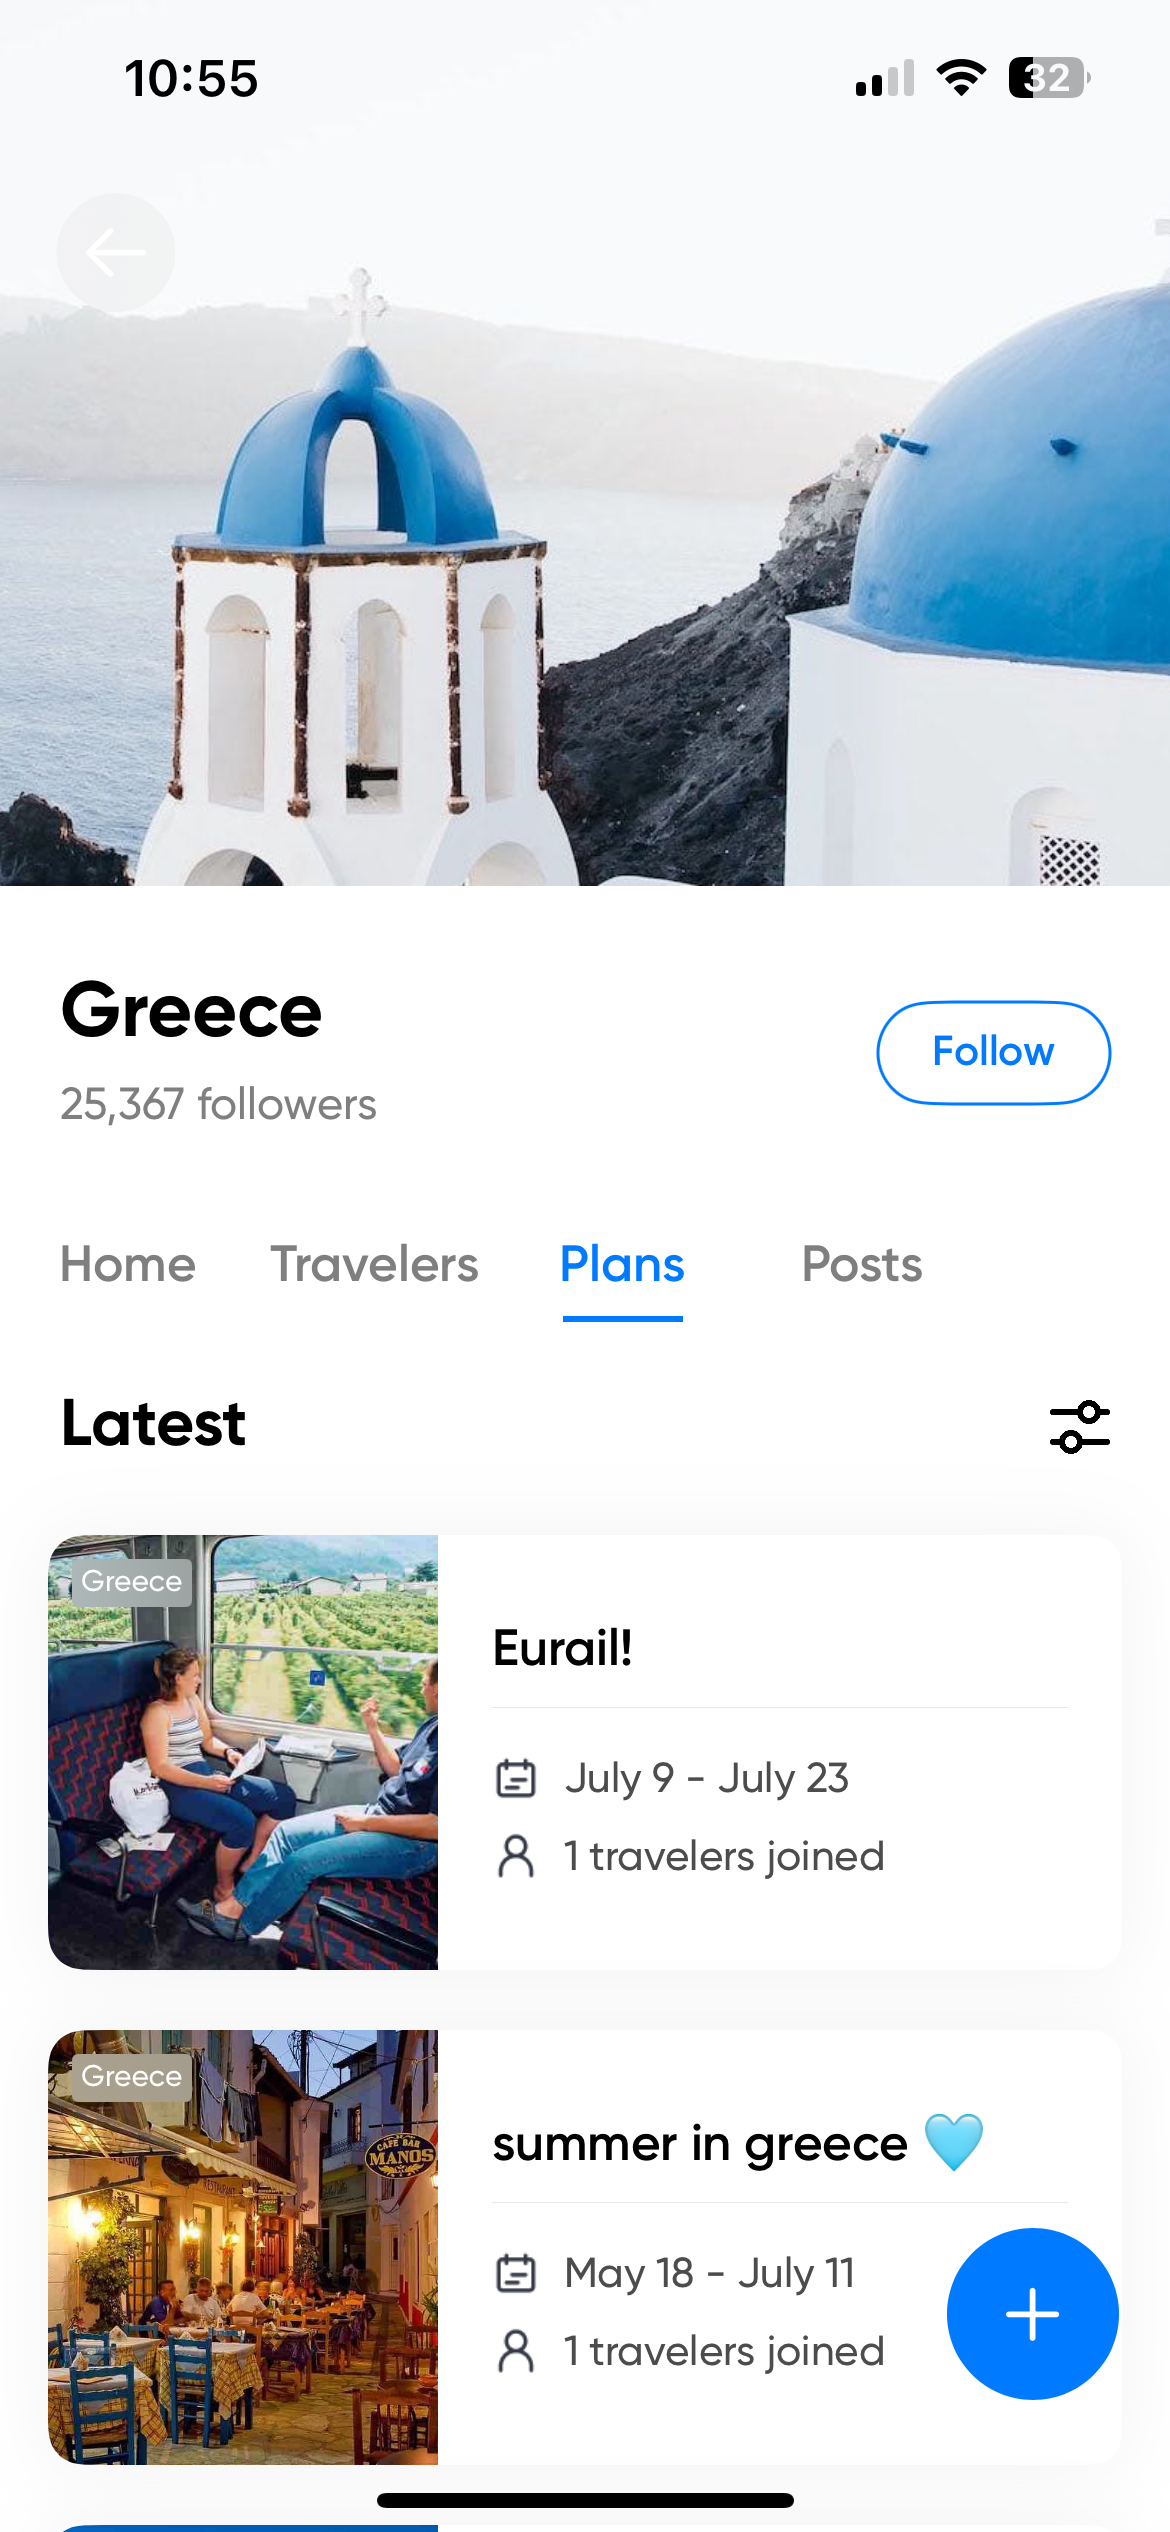 10:55
32
Greece
25,367 followers
Follow
Home Travelers Plans Posts
Latest
Greece
Eurail!
July 9 - July 23
1 travelers joined
Greece
CAFE BAR
MANOS
RESTAURANT
summer in greece 🩵
May 18 - July 11
1 travelers joined